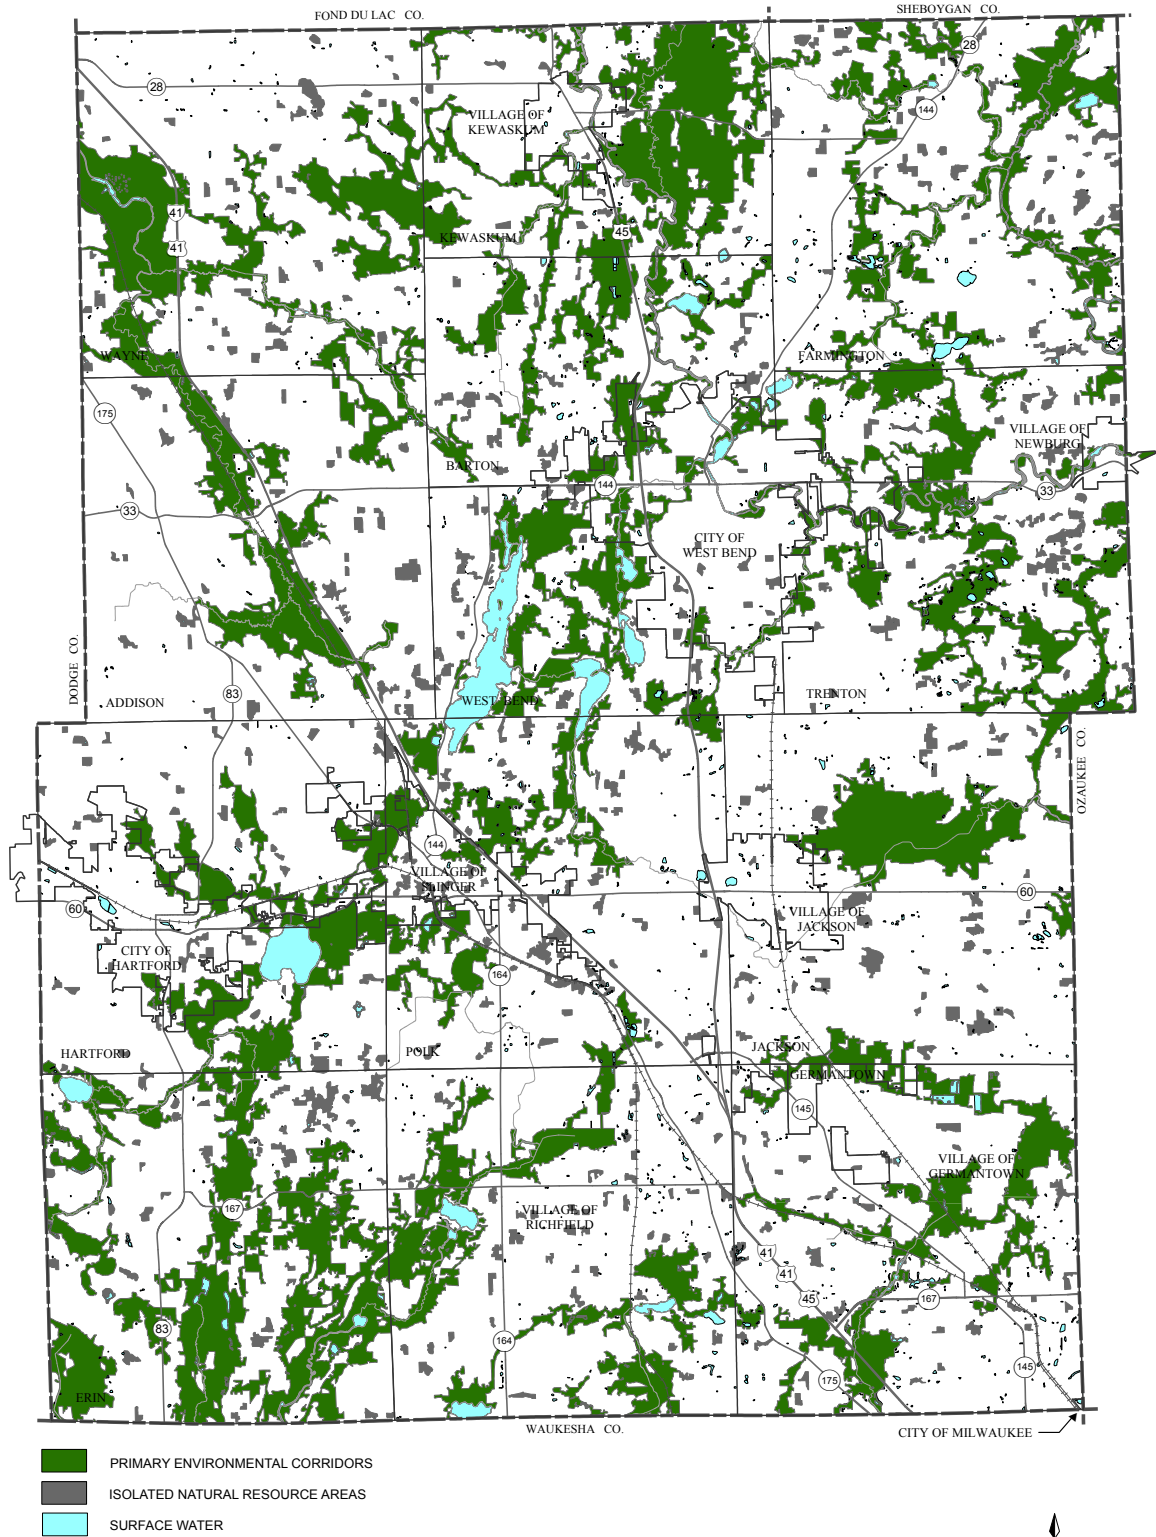 FOND DU LAC CO.
SHEBOYGAN CO.
28
28
144
VILLAGE OF
KEWASKUM
41
45
KEWASKUM
41
WAYNE
FARMINGTON
175
VILLAGE OF
NEWBURG
BARTON
144
33
33
CITY OF
WEST BEND
DODGE CO.
83
WEST BEND
TRENTON
ADDISON
OZAUKEE CO.
144
VILLAGE OF
SLINGER
60
60
VILLAGE OF
JACKSON
CITY OF
HARTFORD
164
HARTFORD
POLK
JACKSON
GERMANTOWN
145
VILLAGE OF
GERMANTOWN
167
VILLAGE OF
RICHFIELD
41
41
45
167
83
164
145
175
ERIN
WAUKESHA CO.
CITY OF MILWAUKEE
PRIMARY ENVIRONMENTAL CORRIDORS
ISOLATED NATURAL RESOURCE AREAS
SURFACE WATER